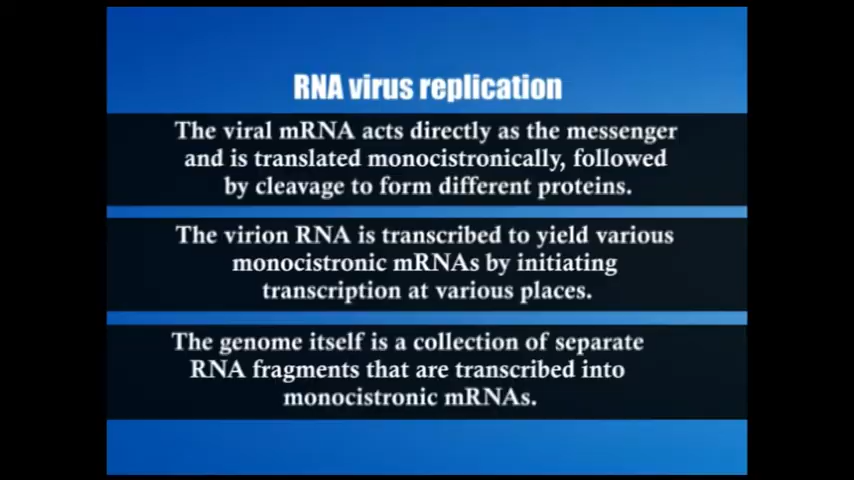 RNA virus replication
The viral mRNA acts directly as the messenger
and is translated monocistronically, followed
by cleavage to form different proteins.
The virion RNA is transcribed to yield various
monocistronic mRNAs by initiating
transcription at various places.
The genome itself is a collection of separate
RNA fragments that are transcribed into
monocistronic mRNAs.